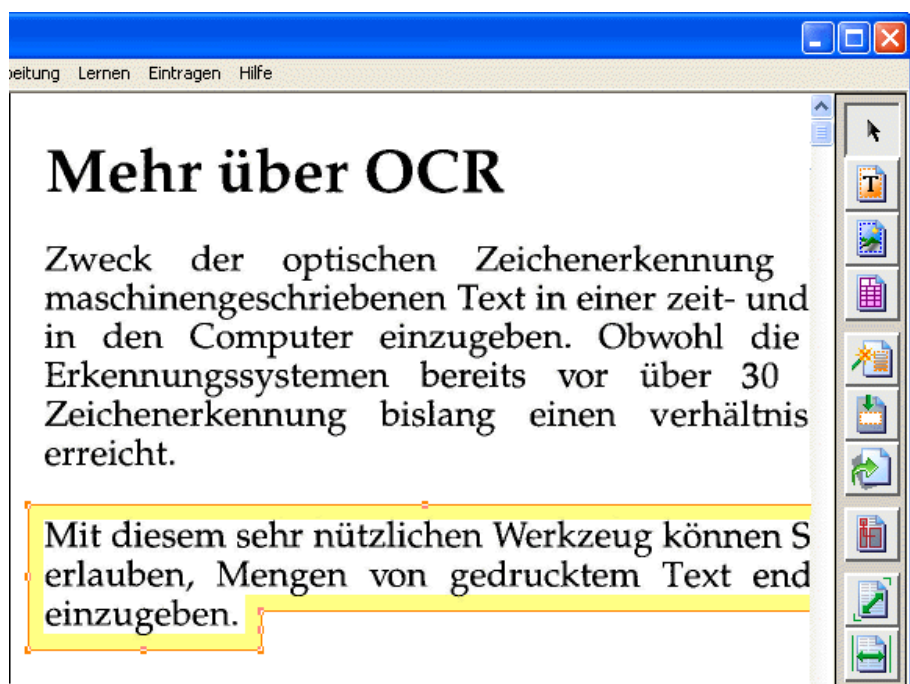 beitung Lernen Eintragen Hilfe
Mehr über OCR
Zweck der optischen Zeichenerkennung
maschinengeschriebenen Text in einer zeit- und
in den Computer einzugeben. Obwohl die
Erkennungssystemen bereits vor über 30
Zeichenerkennung bislang einen verhältnis
erreicht.
Mit diesem sehr nützlichen Werkzeug können S
erlauben, Mengen von gedrucktem Text end
einzugeben.
T